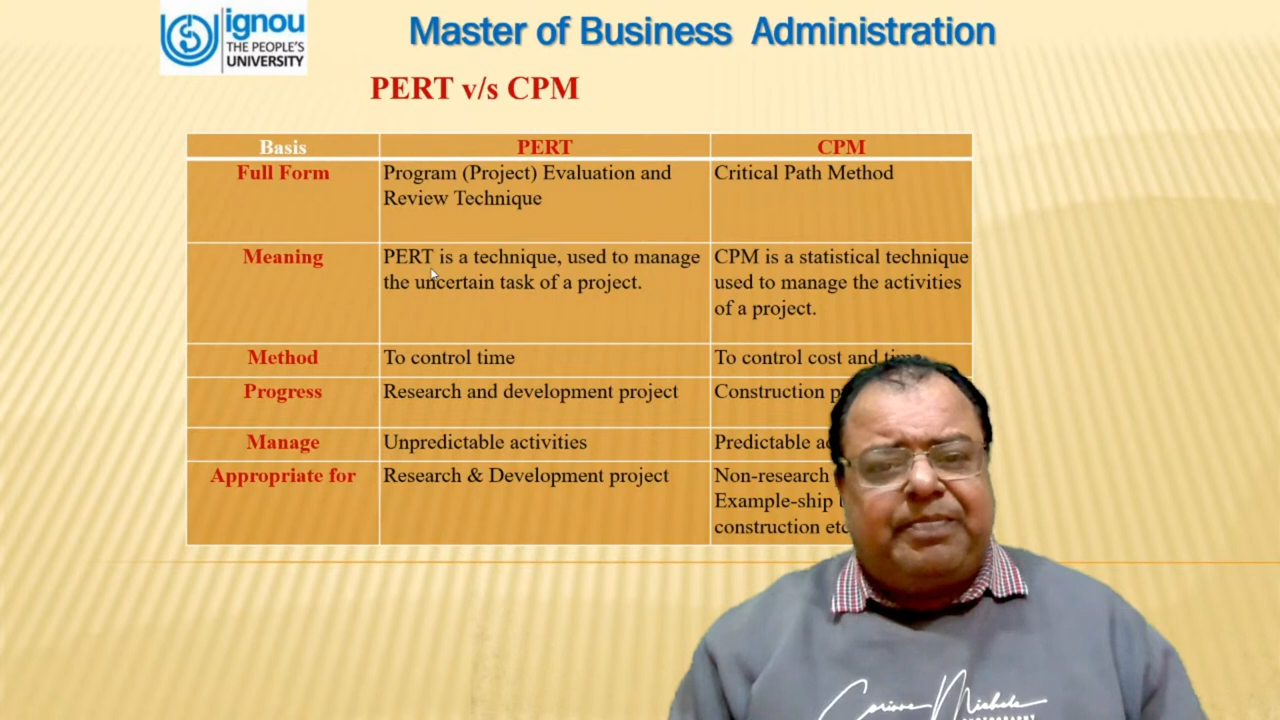 ignou
THE PEOPLE'S
UNIVERSITY
Master of Business Administration
PERT v/s CPM
Basis PERT CPM
Full Form Program (Project) Evaluation and Critical Path Method
Review Technique
Meaning PERT is a technique, used to manage CPM is a statistical technique
the uncertain task of a project. used to manage the activities
of a project.
Method To control time To control cost and time
Progress Research and development project Construction
Manage Unpredictable activities Predictable
Appropriate for Research & Development project Non-research
Example-ship
construction etc